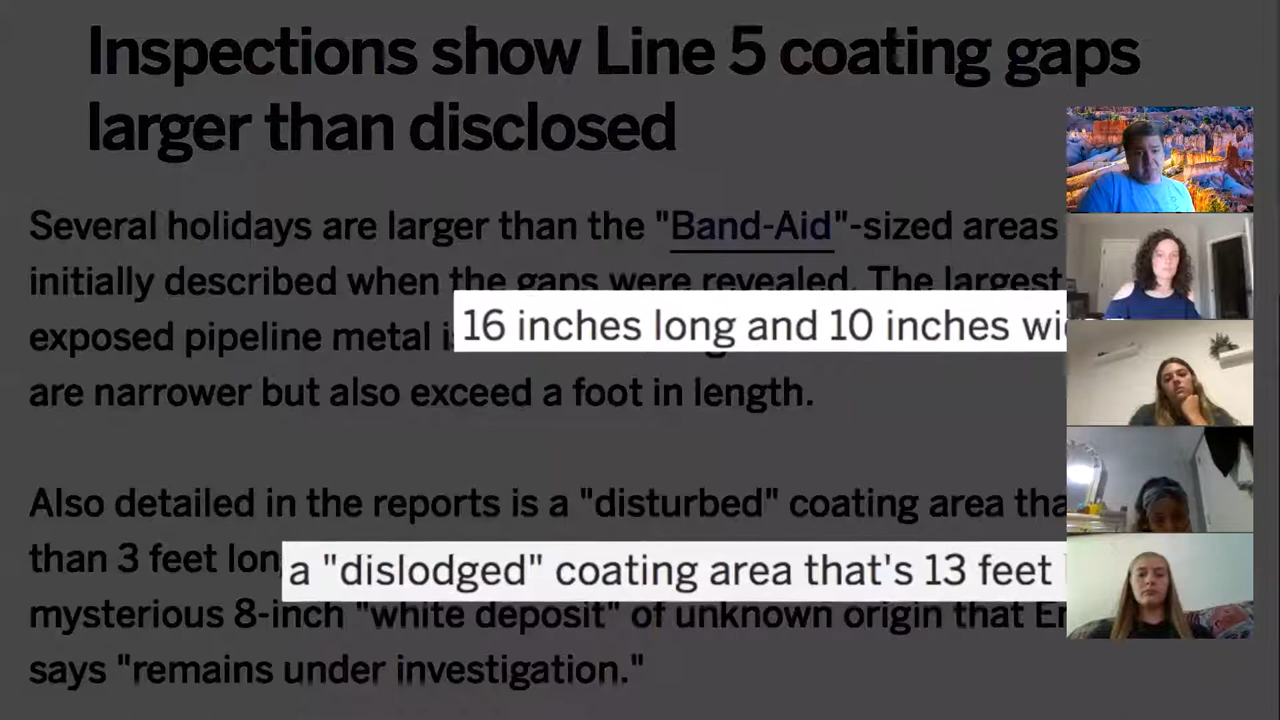 Inspections show Line 5 coating gaps
larger than disclosed
Several holidays are larger than the "Band-Aid"-sized areas
initially described when the gaps were revealed. The largest
exposed pipeline metal 16 inches long and 10 inches
are narrower but also exceed a foot in length.
Also detailed in the reports is a "disturbed" coating area
than 3 feet a "dislodged" coating area that's 13 feet
mysterious 8-inch "white deposit" of unknown origin that
says "remains under investigation."